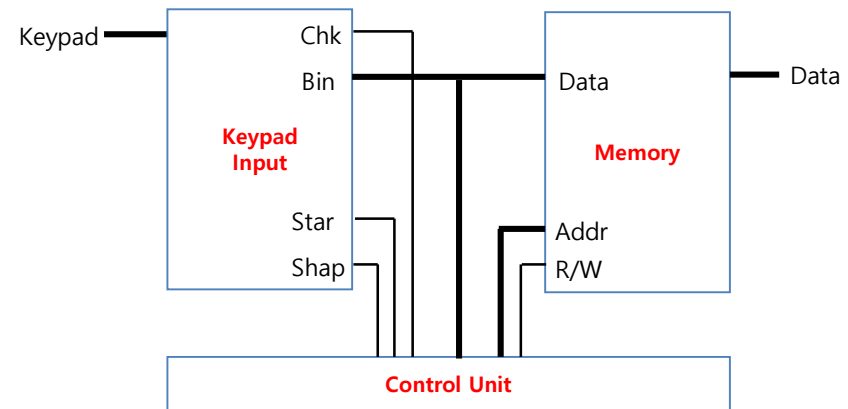 Keypad
Chk
Bin
Keypad
Input
Star
Shap
Data
Memory
Addr
R/W
Data
Control Unit